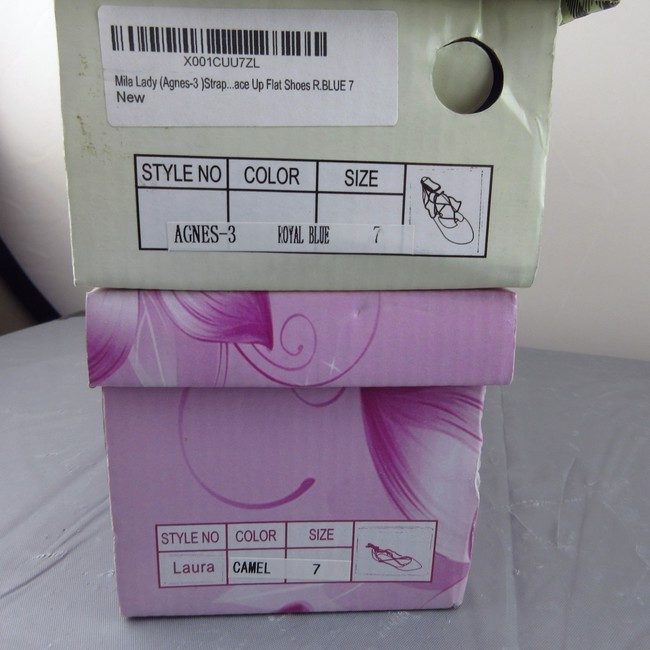 X001CUU7ZL
Mila Lady (Agnes-3 )Strap...ace Up Flat Shoes R.BLUE 7
New
STYLE NO COLOR SIZE
AGNES-3 ROYAL BLUE 7
STYLE NO COLOR SIZE
Laura CAMEL 7